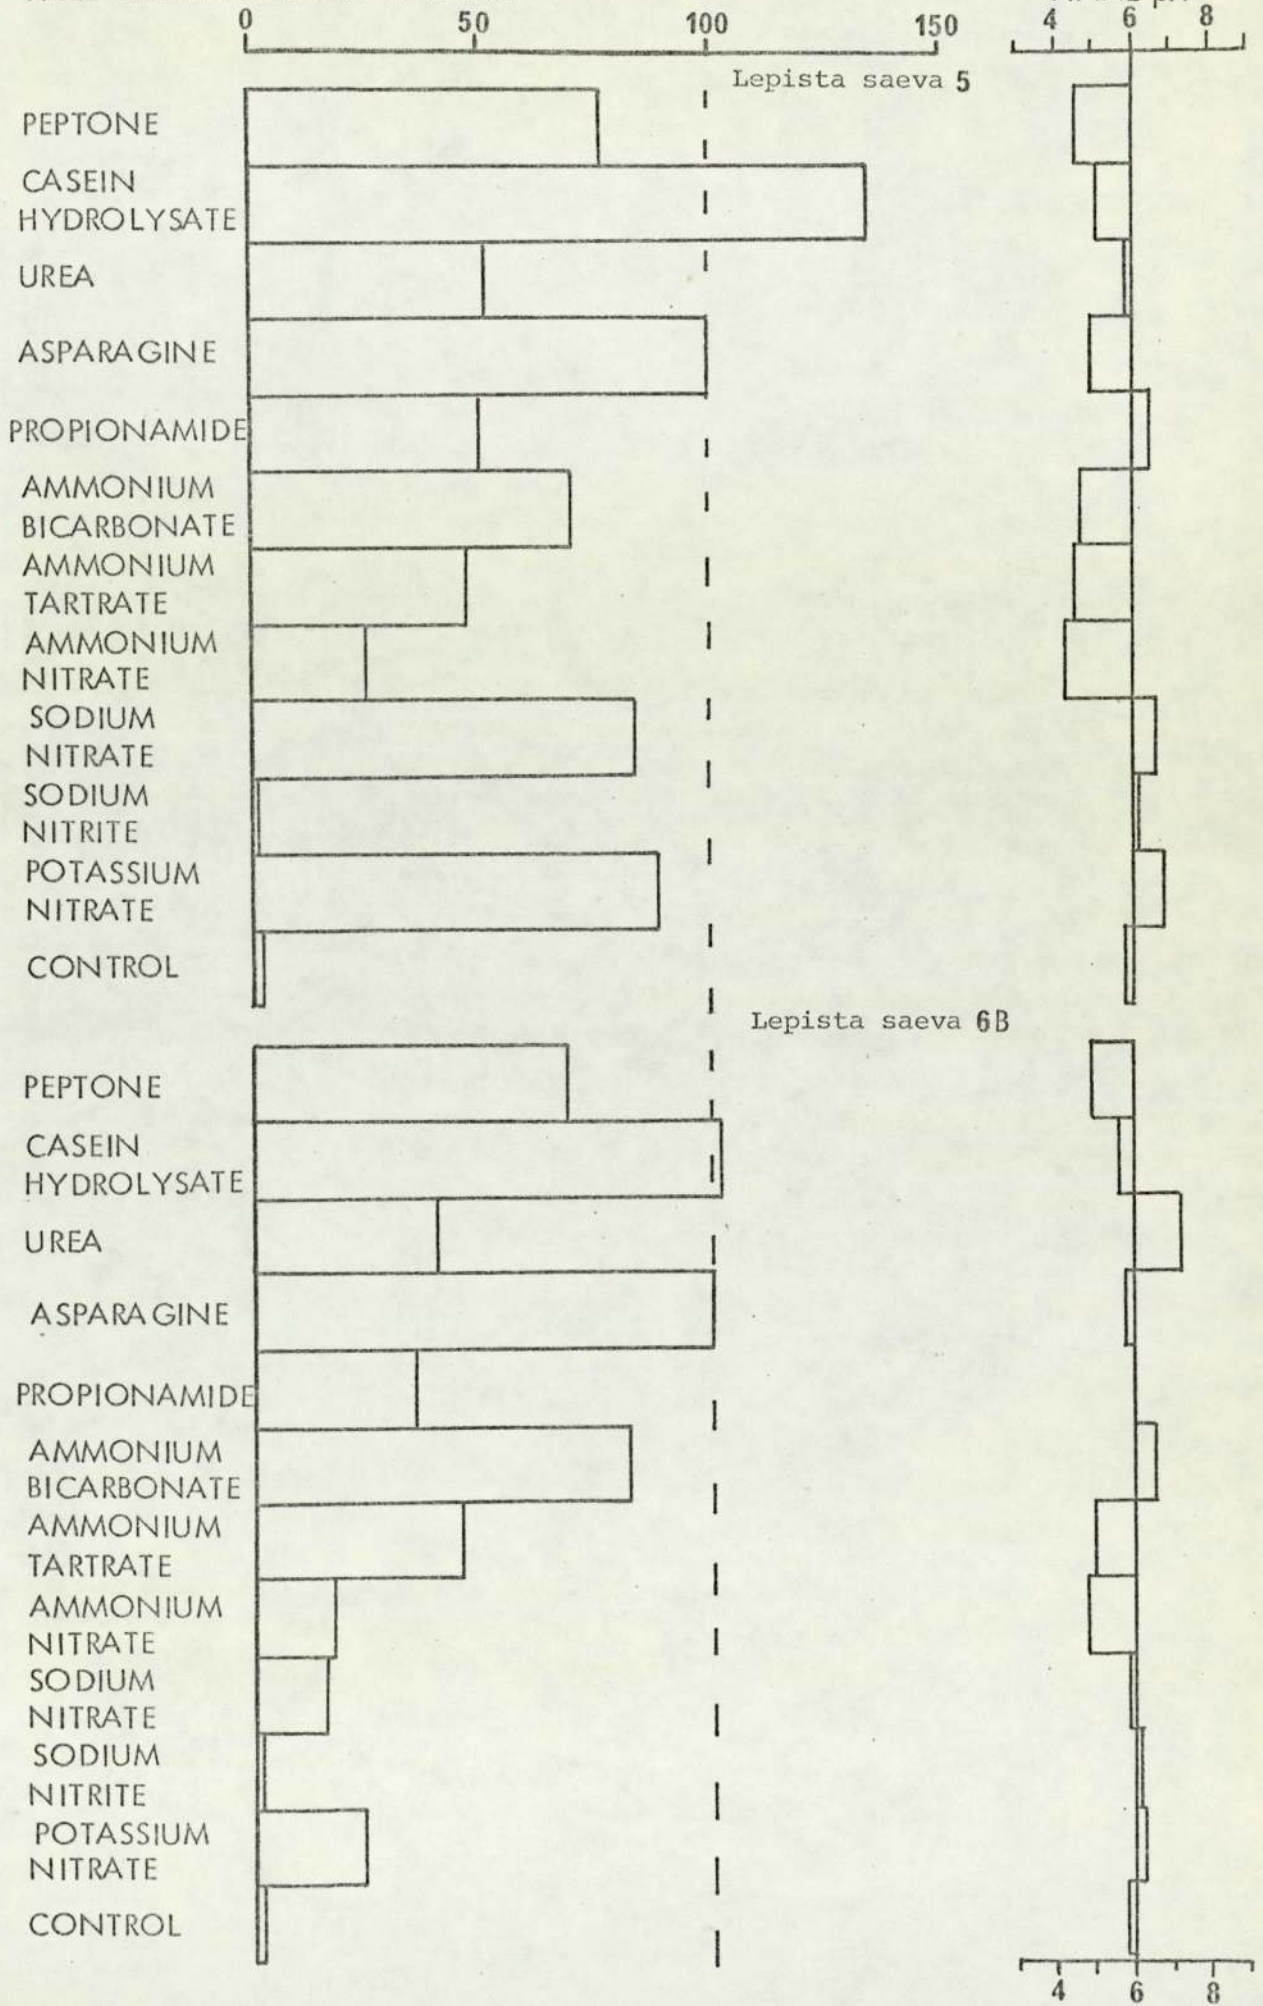 0 50 100 150 4 6 8
Lepista saeva 5
PEPTONE
CASEIN
HYDROLYSATE
UREA
ASPARAGINE
PROPIONAMIDE
AMMONIUM
BICARBONATE
AMMONIUM
TARTRATE
AMMONIUM
NITRATE
SODIUM
NITRATE
SODIUM
NITRITE
POTASSIUM
NITRATE
CONTROL
Lepista saeva 6B
PEPTONE
CASEIN
HYDROLYSATE
UREA
ASPARAGINE
PROPIONAMIDE
AMMONIUM
BICARBONATE
AMMONIUM
TARTRATE
AMMONIUM
NITRATE
SODIUM
NITRATE
SODIUM
NITRITE
POTASSIUM
NITRATE
CONTROL
4 6 8